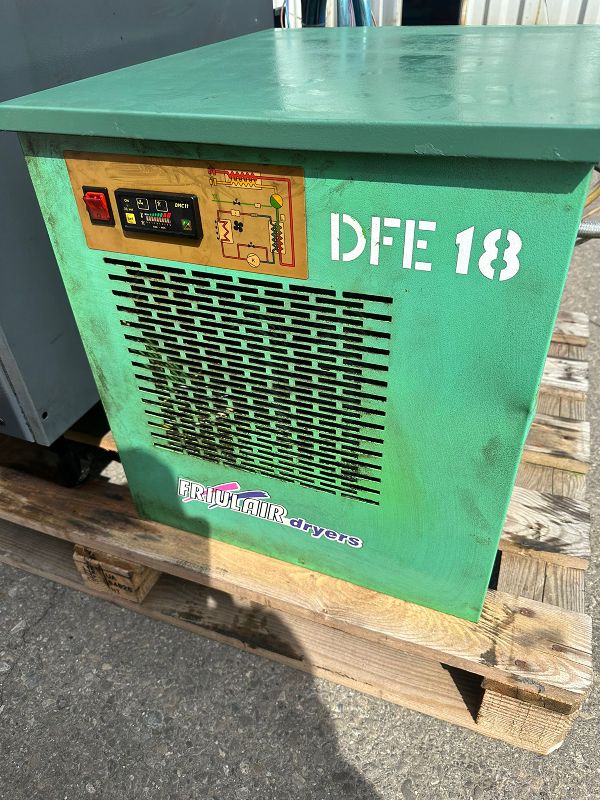 DMC11
DFE 18
FRIULAIR
dryers